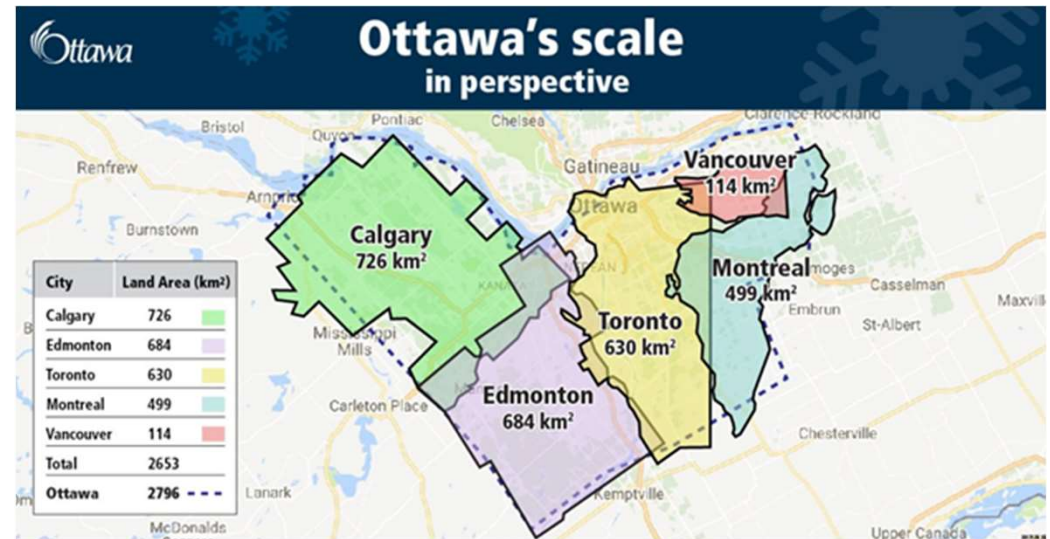 Ottawa
Ottawa's scale
in perspective
Bristol
Pontiac
Chelsea
Clarence Rockland
Quyon
Renfrew
Gatineau
Vancouver
114 km²
Arnprior
Ottawa
Burnstown
Calgary
726 km²
NEPEAN
KANATA
Montreal
499 km²
Casselman
Embrun
St-Albert
Mississippi
Mills
Toronto
630 km²
Edmonton
684 km²
Carleton Place
Chesterville
Kemptville
Lanark
McDonalds
Upper Canada
City Land Area (km²)
Calgary 726
Edmonton 684
Toronto 630
Montreal 499
Vancouver 114
Total 2653
Ottawa 2796